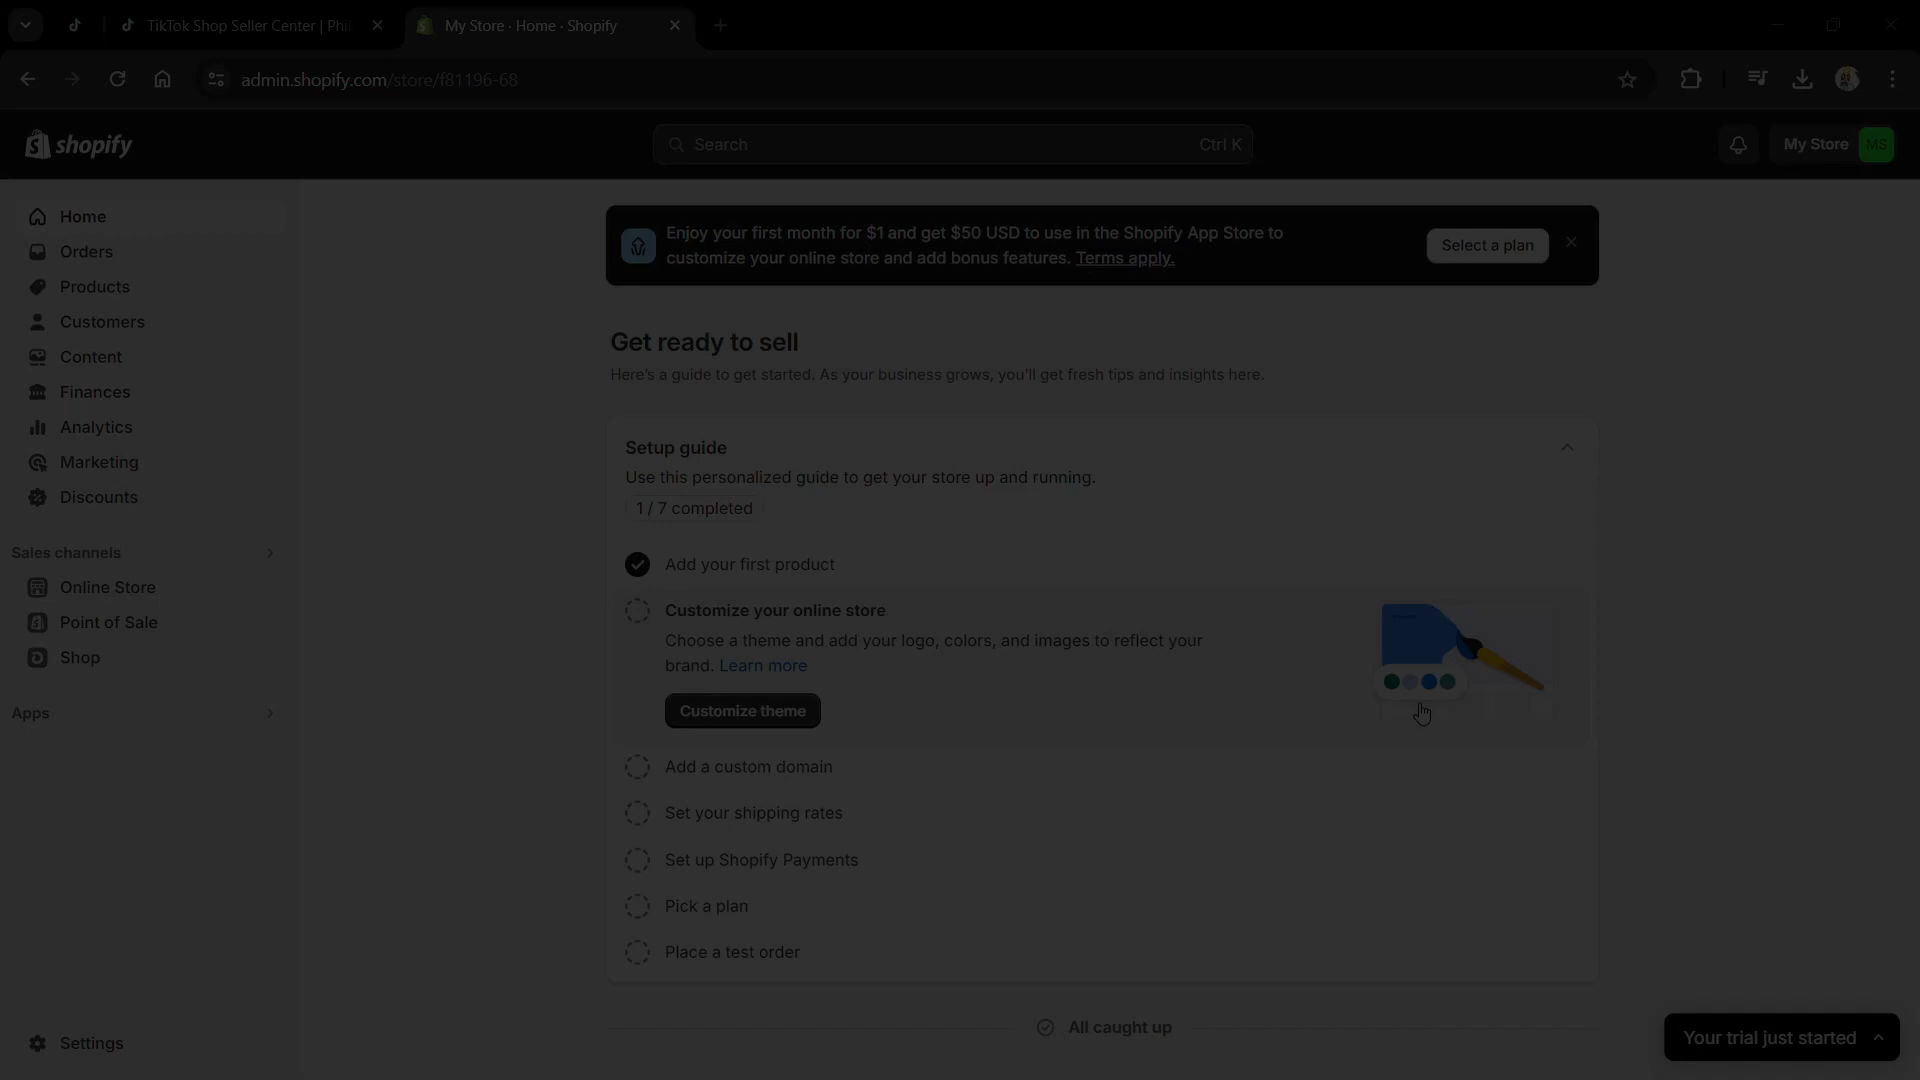 TikTok Shop Seller Center | Phi
My Store · Home · Shopify
admin.shopify.com/store/f81196-68
shopify
Search
Ctrl K
My Store
MS
Home
Orders
Products
Customers
Content
Finances
Analytics
Marketing
Discounts
Sales channels
Online Store
Point of Sale
Shop
Apps
Settings
Enjoy your first month for $1 and get $50 USD to use in the Shopify App Store to
customize your online store and add bonus features. Terms apply.
Select a plan
Get ready to sell
Here's a guide to get started. As your business grows, you'll get fresh tips and insights here.
Setup guide
Use this personalized guide to get your store up and running.
1 / 7 completed
Add your first product
Customize your online store
Choose a theme and add your logo, colors, and images to reflect your
brand. Learn more
Customize theme
Add a custom domain
Set your shipping rates
Set up Shopify Payments
Pick a plan
Place a test order
All caught up
Your trial just started